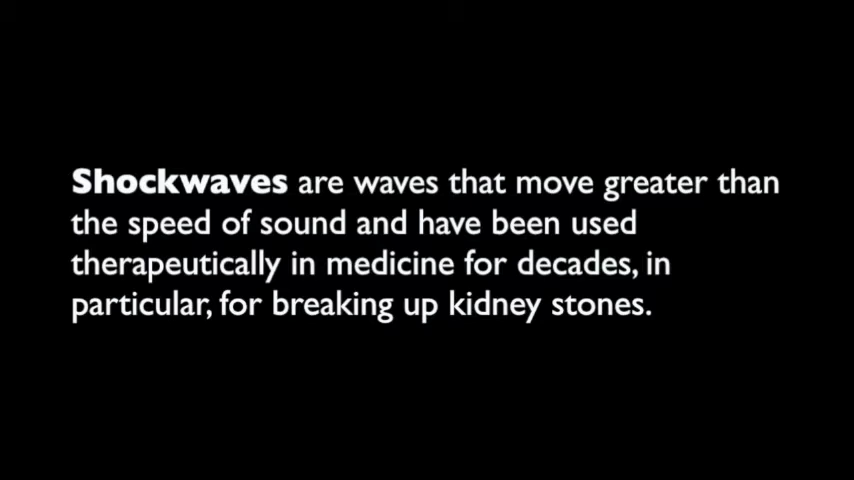 Shockwaves are waves that move greater than
the speed of sound and have been used
therapeutically in medicine for decades, in
particular, for breaking up kidney stones.